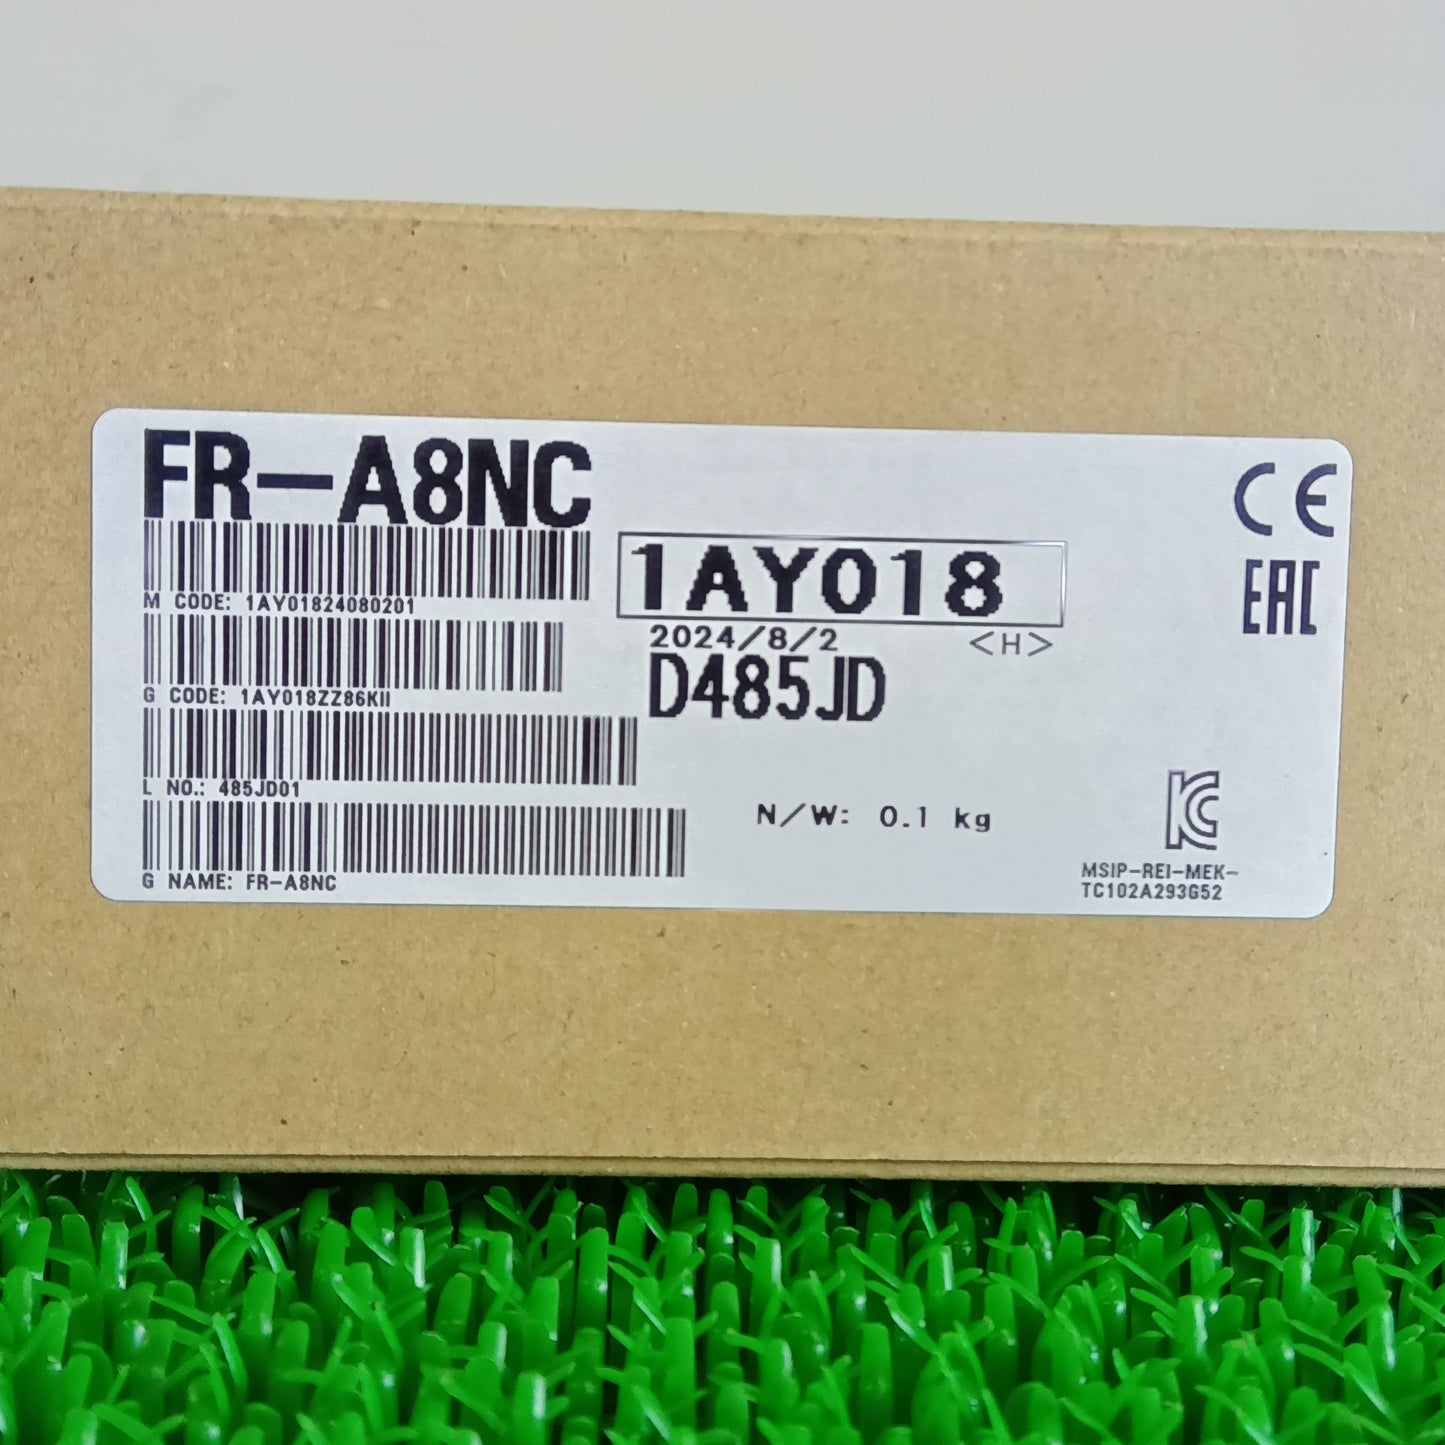 FR-A8NC
CE
M CODE: 1AY01824080201
1AY018
EAC
2024/8/2 <H>
G CODE: 1AY018ZZ86KII
D485JD
L NO.: 485JD01
N/W: 0.1 kg
KC
G NAME: FR-A8NC
MSIP-REI-MEK-
TC102A293G52